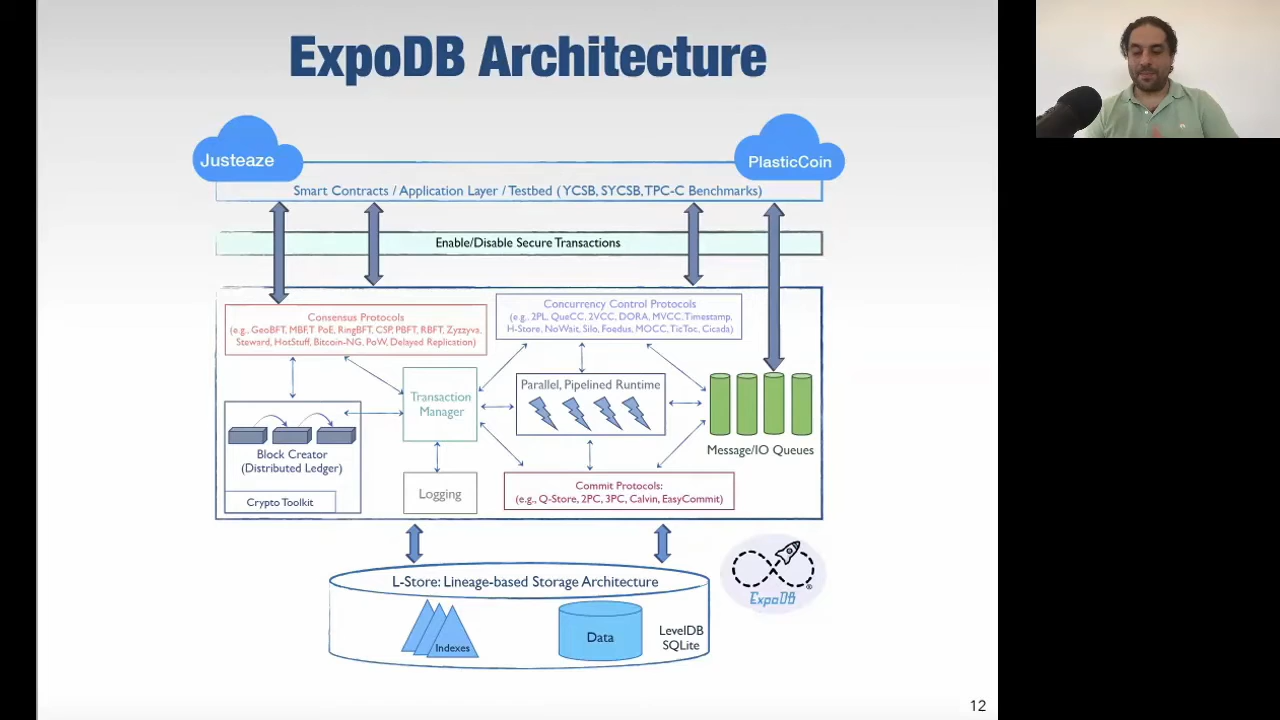 ExpoDB Architecture
Justeaze
PlasticCoin
Smart Contracts / Application Layer / Testbed (YCSB, SYCSB, TPC-C Benchmarks)
Enable/Disable Secure Transactions
Consensus Protocols
(e.g., GeoBFT, MBFT, PoE, RingBFT, CSP, PBFT, RBFT, Zyzzyva,
Steward, HotStuff, Bitcoin-NG, PoW, Delayed Replication)
Concurrency Control Protocols
(e.g., 2PL, QueCC, 2VCC, DORA, MVCC, Timestamp,
H-Store, NoWait, Silo, Foedus, MOCC, TicToc, Cicada)
Transaction
Manager
Parallel, Pipelined Runtime
Message/IO Queues
Block Creator
(Distributed Ledger)
Crypto Toolkit
Logging
Commit Protocols:
(e.g., Q-Store, 2PC, 3PC, Calvin, EasyCommit)
L-Store: Lineage-based Storage Architecture
Indexes
Data
LevelDB
SQLite
ExpoDB
12